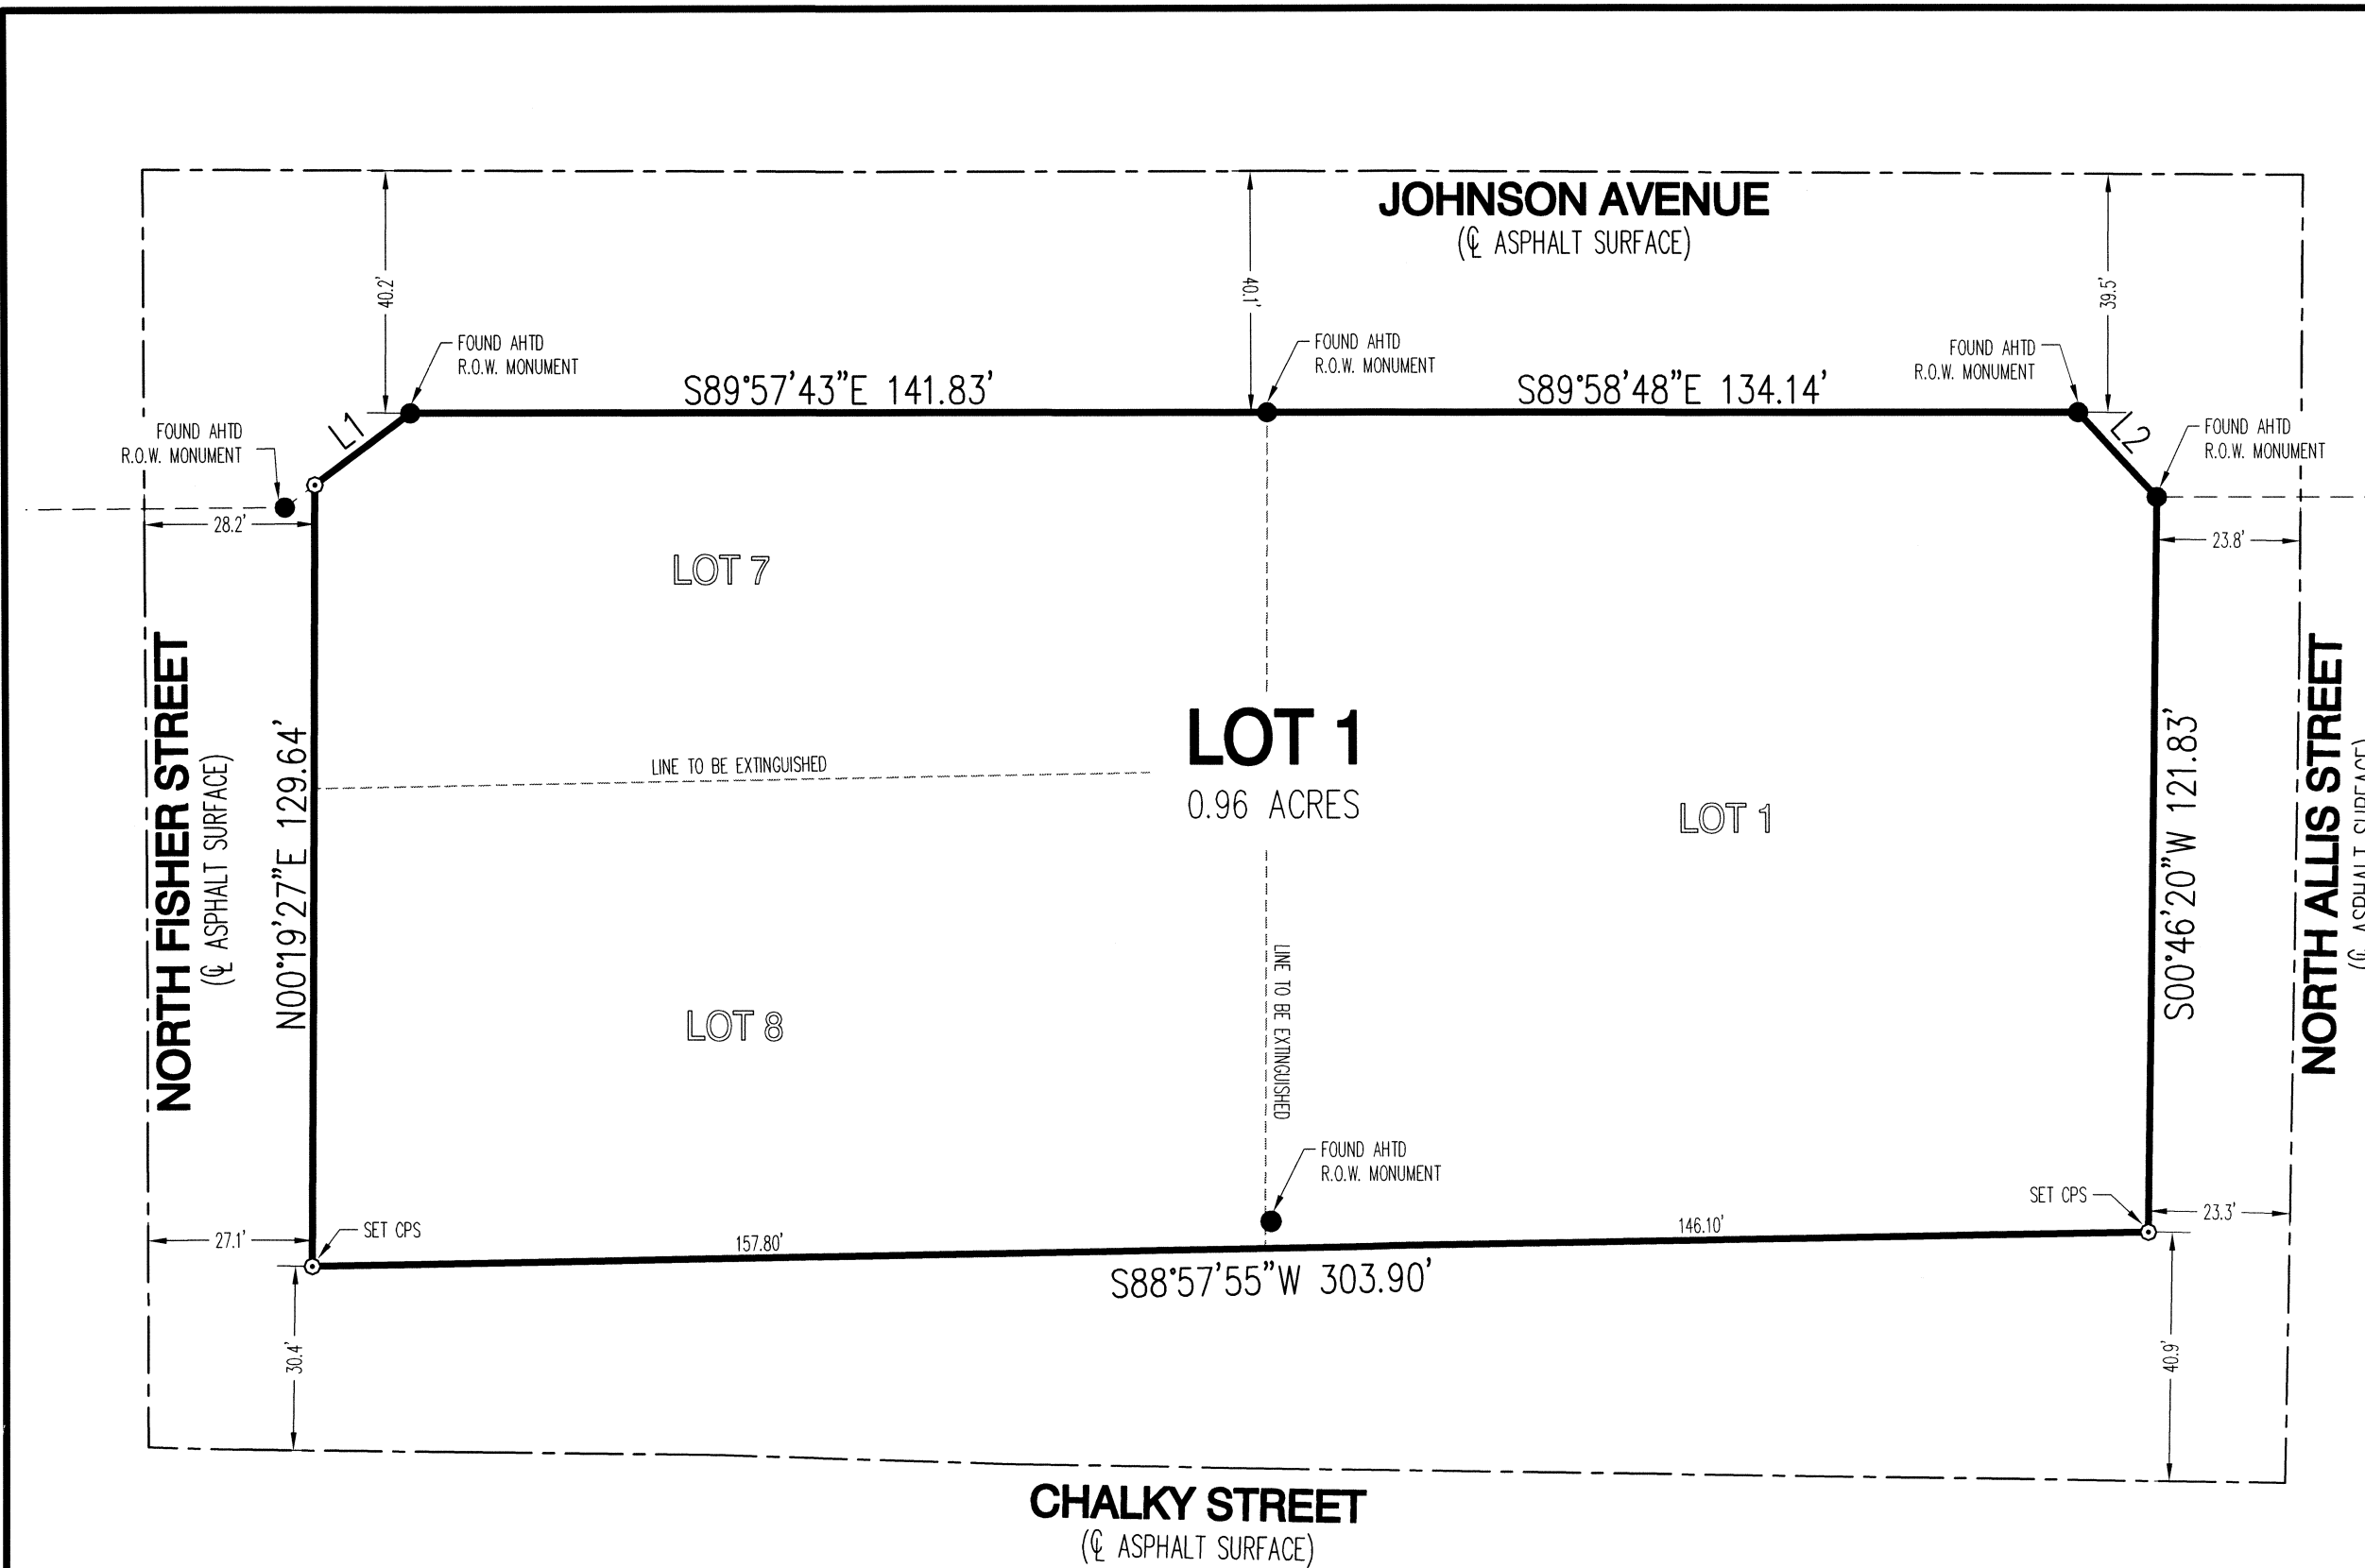 JOHNSON AVENUE
(℄ ASPHALT SURFACE)
40.2'
40.1'
39.5'
FOUND AHTD
R.O.W. MONUMENT
FOUND AHTD
R.O.W. MONUMENT
FOUND AHTD
R.O.W. MONUMENT
S89°57'43"E 141.83'
S89°58'48"E 134.14'
L1
L2
FOUND AHTD
R.O.W. MONUMENT
FOUND AHTD
R.O.W. MONUMENT
28.2'
23.8'
LOT 7
NORTH FISHER STREET
(℄ ASPHALT SURFACE)
N00°19'27"E 129.64'
LINE TO BE EXTINGUISHED
LOT 1
0.96 ACRES
LOT 1
S00°46'20"W 121.83'
NORTH ALLIS STREET
(℄ ASPHALT SURFACE)
LOT 8
LINE TO BE EXTINGUISHED
FOUND AHTD
R.O.W. MONUMENT
SET CPS
23.3'
27.1'
SET CPS
157.80'
146.10'
S88°57'55"W 303.90'
30.4'
40.9'
CHALKY STREET
(℄ ASPHALT SURFACE)